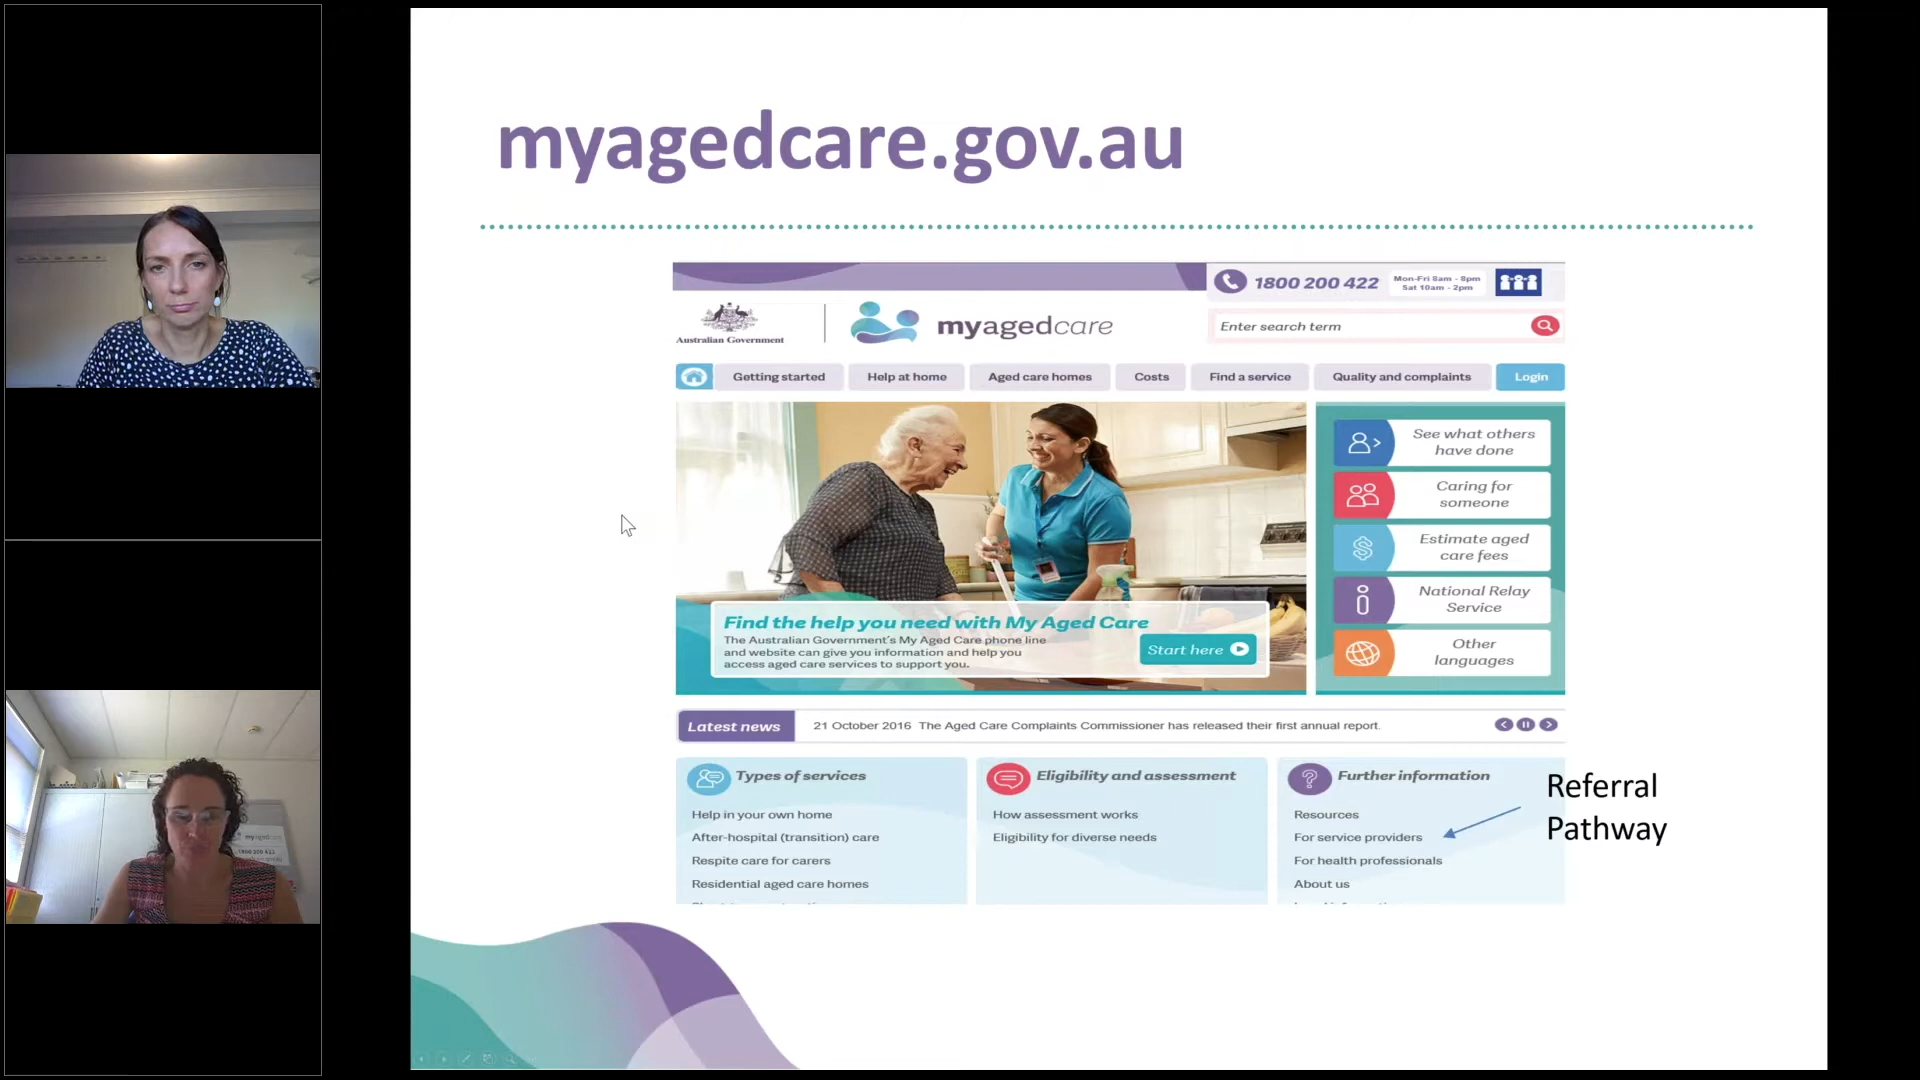 myagedcare.gov.au
1800 200 422
Mon-Fri 8am - 8pm
Sat 10am - 2pm
Australian Government
myagedcare
Enter search term
Getting started
Help at home
Aged care homes
Costs
Find a service
Quality and complaints
Login
See what others
have done
Caring for
someone
Estimate aged
care fees
National Relay
Service
Other
languages
Find the help you need with My Aged Care
The Australian Government's My Aged Care phone line
and website can give you information and help you
access aged care services to support you.
Start here
Latest news
21 October 2016 The Aged Care Complaints Commissioner has released their first annual report.
Types of services
Help in your own home
After-hospital (transition) care
Respite care for carers
Residential aged care homes
Eligibility and assessment
How assessment works
Eligibility for diverse needs
Further information
Resources
For service providers
For health professionals
About us
Referral
Pathway
myagedcare
1800 200 422